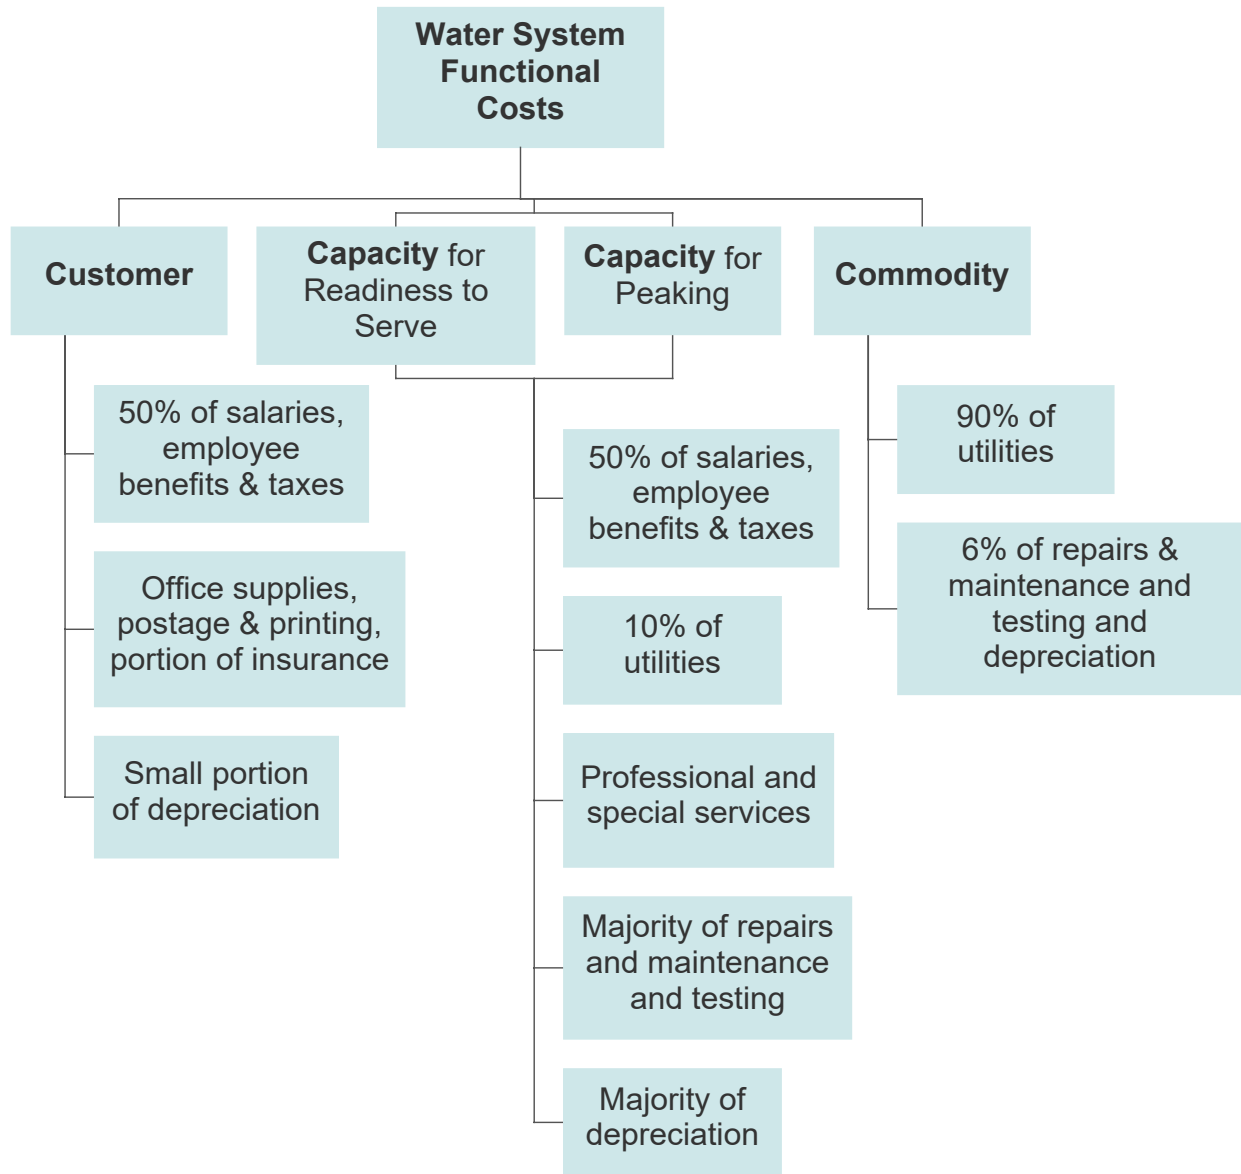 Water System
Functional
Costs
Customer
Capacity for
Readiness to
Serve
Capacity for
Peaking
Commodity
50% of salaries,
employee
benefits & taxes
Office supplies,
postage & printing,
portion of insurance
Small portion
of depreciation
50% of salaries,
employee
benefits & taxes
10% of
utilities
Professional and
special services
Majority of repairs
and maintenance
and testing
Majority of
depreciation
90% of
utilities
6% of repairs &
maintenance and
testing and
depreciation